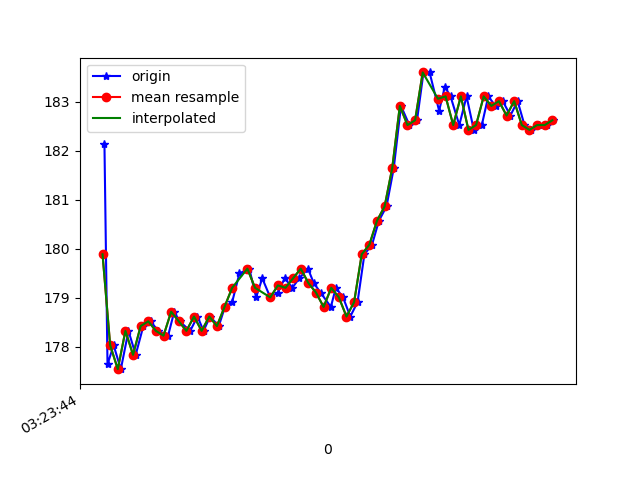 origin
mean resample
interpolated
183
182
181
180
179
178
03:23:44
0